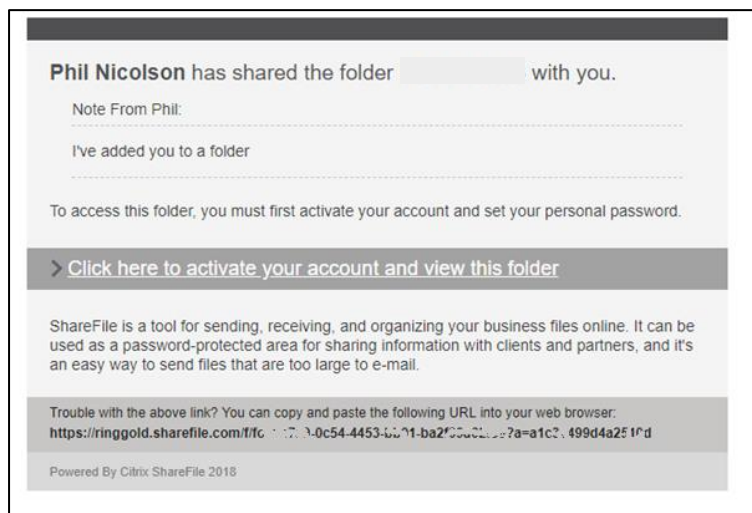 Phil Nicolson has shared the folder with you.
Note From Phil:
I've added you to a folder
To access this folder, you must first activate your account and set your personal password.
> Click here to activate your account and view this folder
ShareFile is a tool for sending, receiving, and organizing your business files online. It can be
used as a password-protected area for sharing information with clients and partners, and it's
an easy way to send files that are too large to e-mail.
Trouble with the above link? You can copy and paste the following URL into your web browser:
Powered By Citrix ShareFile 2018